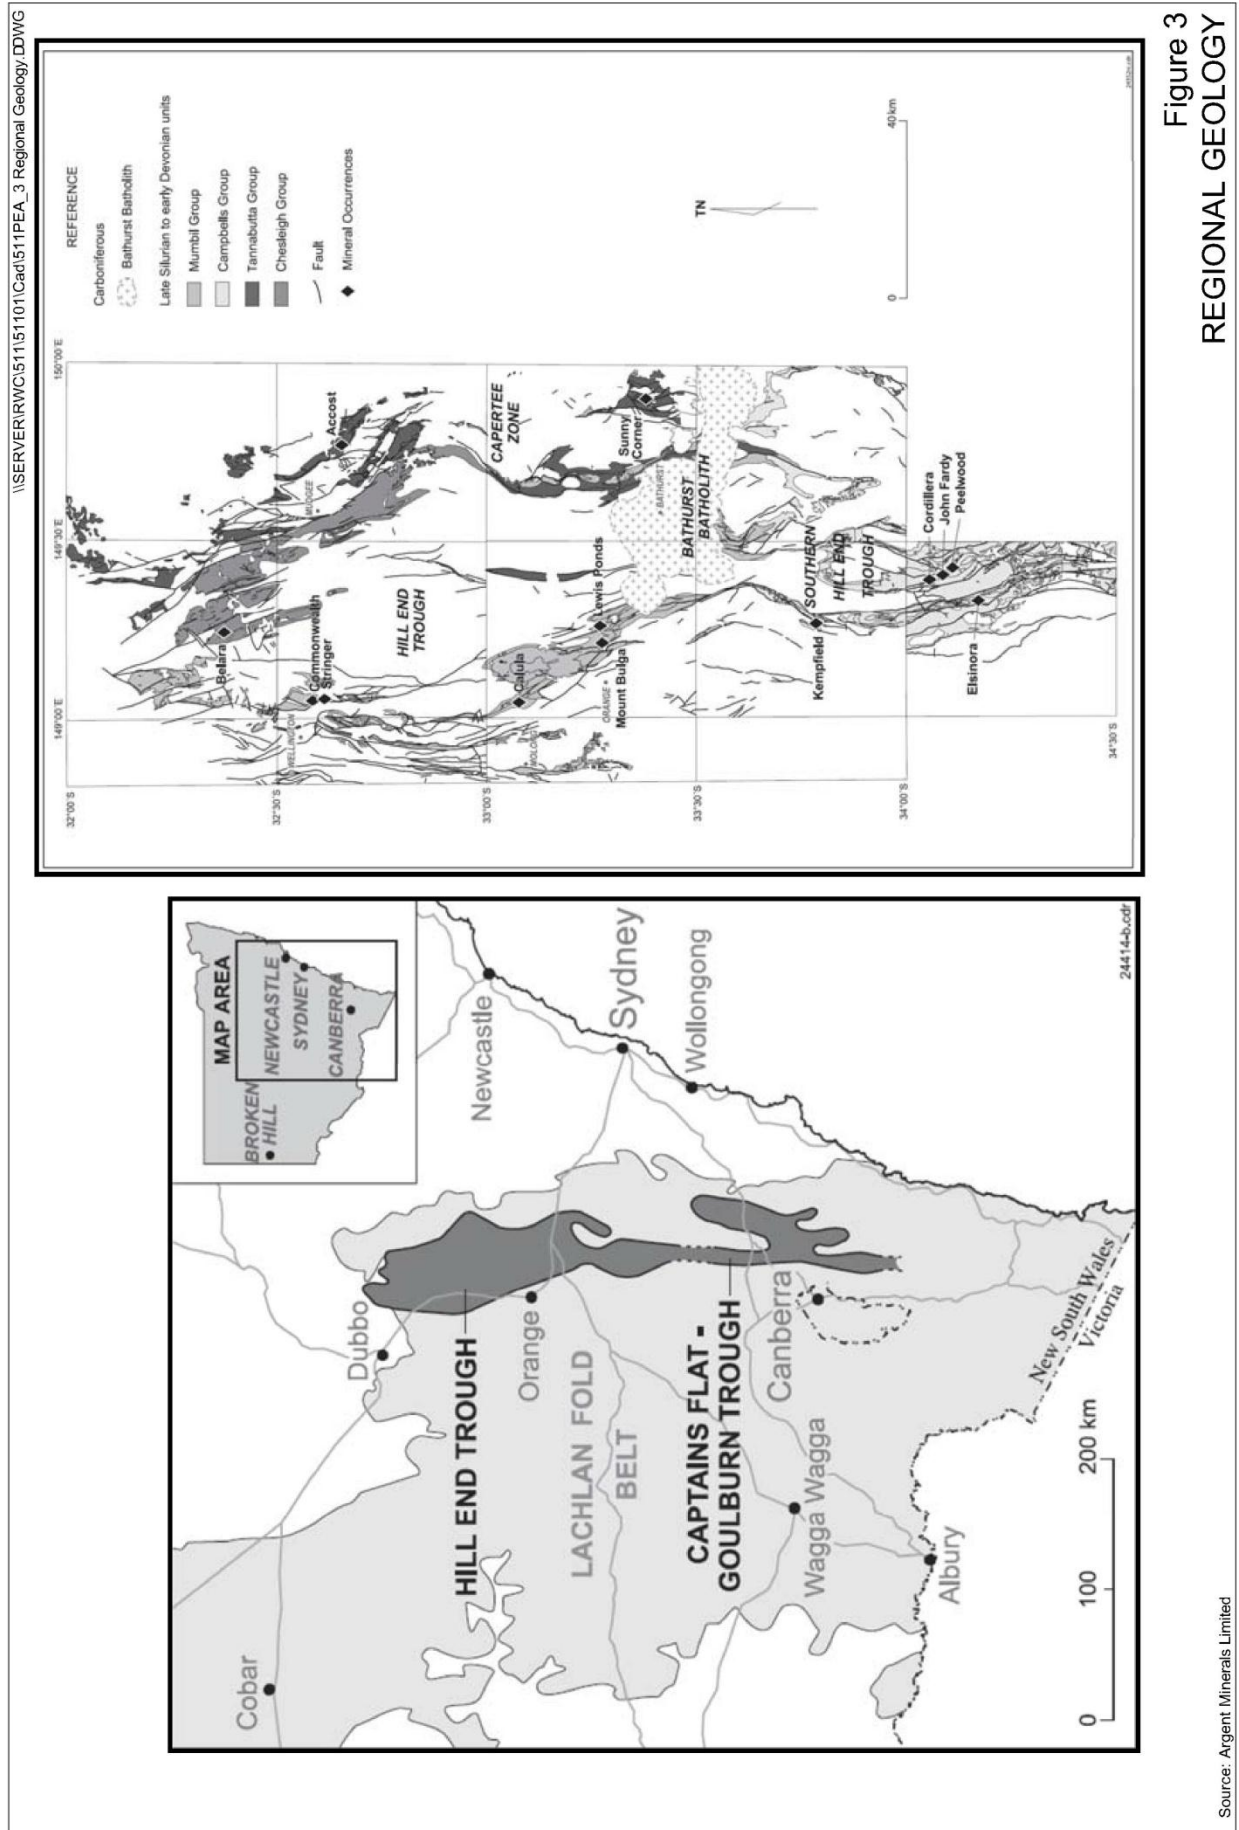 \\SERVER\RWC\511\51101\Cad\511PEA_3 Regional Geology.DDWG
MAP AREA
BROKEN
HILL
NEWCASTLE
SYDNEY
CANBERRA
Cobar
Dubbo
Newcastle
HILL END TROUGH
Orange
Sydney
LACHLAN FOLD
BELT
Wollongong
CAPTAINS FLAT -
GOULBURN TROUGH
Canberra
Wagga Wagga
Albury
New South Wales
Victoria
0
100
200 km
24414-b.cdr
149°00'E
149°30'E
150°00'E
32°00'S
32°30'S
33°00'S
33°30'S
34°00'S
34°30'S
Belara
Commonwealth
Stringer
WELLINGTON
MUDGEE
Accost
HILL END
TROUGH
CAPERTEE
ZONE
Calula
MOLONG
ORANGE
Mount Bulga
Lewis Ponds
Sunny
Corner
BATHURST
BATHURST
BATHOLITH
Kempfield
SOUTHERN
HILL END
TROUGH
Cordillera
John Fardy
Peelwood
Elsinora
REFERENCE
Carboniferous
Bathurst Batholith
Late Silurian to early Devonian units
Mumbil Group
Campbells Group
Tannabutta Group
Chesleigh Group
Fault
Mineral Occurrences
TN
0
40km
Figure 3
REGIONAL GEOLOGY
Source: Argent Minerals Limited